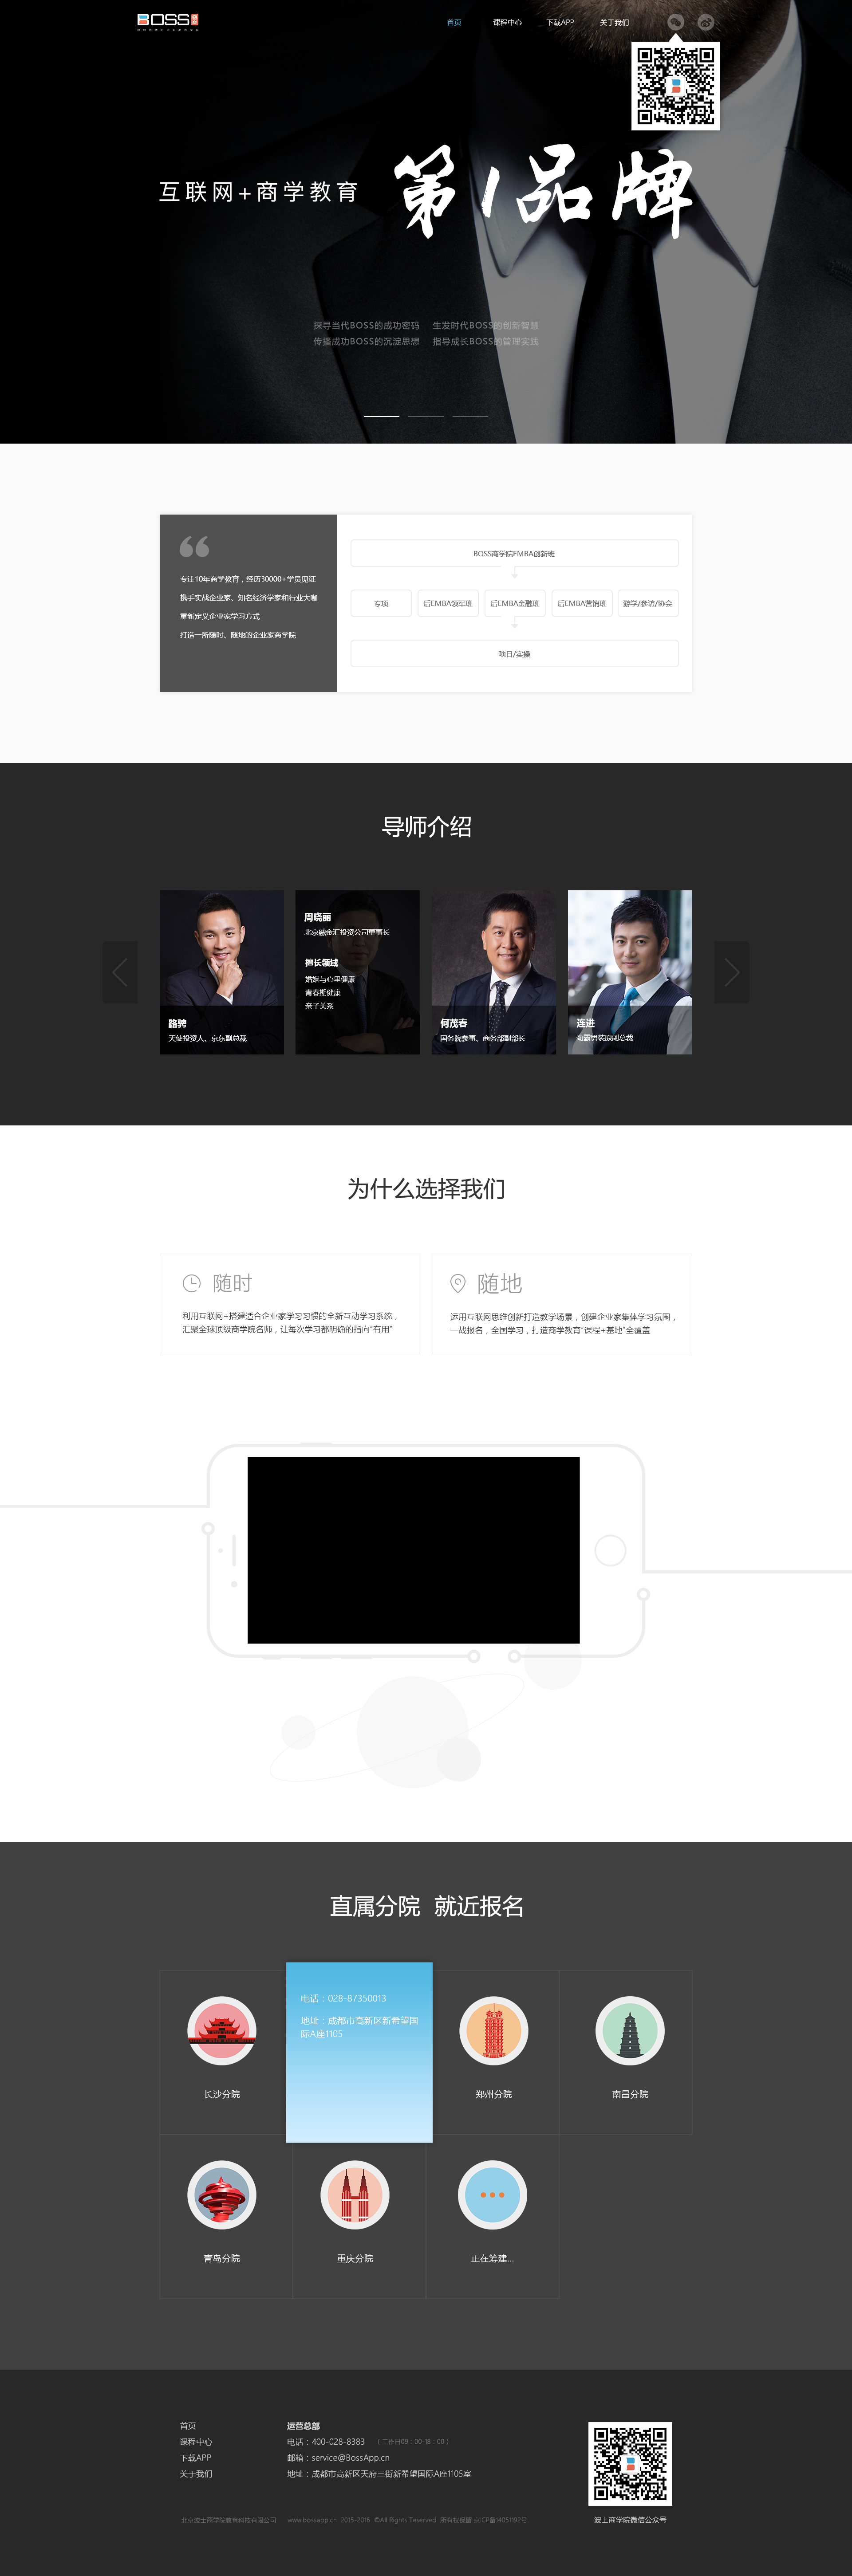 BOSS
首页
课程中心
下载APP
关于我们
互联网+商学教育
第1品牌
探寻当代BOSS的成功密码 生发时代BOSS的创新智慧
传播成功BOSS的沉淀思想 指导成长BOSS的管理实践
专注10年商学教育，经历30000+学员见证
携手实战企业家、知名经济学家和行业大咖
重新定义企业家学习方式
打造一所随时、随地的企业家商学院
BOSS商学院EMBA创新班
专项
后EMBA领军班
后EMBA金融班
后EMBA营销班
游学/参访/协会
项目/实操
导师介绍
路骋
天使投资人、京东副总裁
周晓丽
北京融金汇投资公司董事长
擅长领域
婚姻与心里健康
青春期健康
亲子关系
何茂春
国务院参事、商务部副部长
连进
劲霸男装原副总裁
为什么选择我们
随时
利用互联网+搭建适合企业家学习习惯的全新互动学习系统，
汇聚全球顶级商学院名师，让每次学习都明确的指向“有用”
随地
运用互联网思维创新打造教学场景，创建企业家集体学习氛围，
一战报名，全国学习，打造商学教育“课程+基地”全覆盖
直属分院 就近报名
长沙分院
电话：028-87350013
地址：成都市高新区新希望国
际A座1105
郑州分院
南昌分院
青岛分院
重庆分院
正在筹建...
首页
课程中心
下载APP
关于我们
运营总部
电话：400-028-8383 （工作日09：00-18：00）
邮箱：service@BossApp.cn
地址：成都市高新区天府三街新希望国际A座1105室
北京波士商学院教育科技有限公司 www.bossapp.cn 2015-2016 ©All Rights Teserved 所有权保留 京ICP备14051192号
波士商学院微信公众号